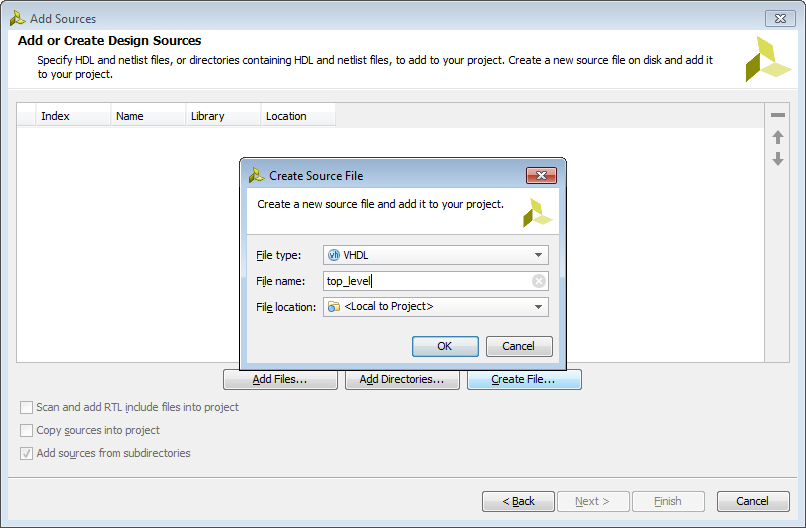 Add Sources
Add or Create Design Sources
Specify HDL and netlist files, or directories containing HDL and netlist files, to add to your project. Create a new source file on disk and add it
to your project.
Index Name Library Location
Create Source File
Create a new source file and add it to your project.
File type: vh VHDL
File name: top_level
File location: <Local to Project>
OK Cancel
Add Files... Add Directories... Create File...
Scan and add RTL include files into project
Copy sources into project
Add sources from subdirectories
< Back Next > Finish Cancel